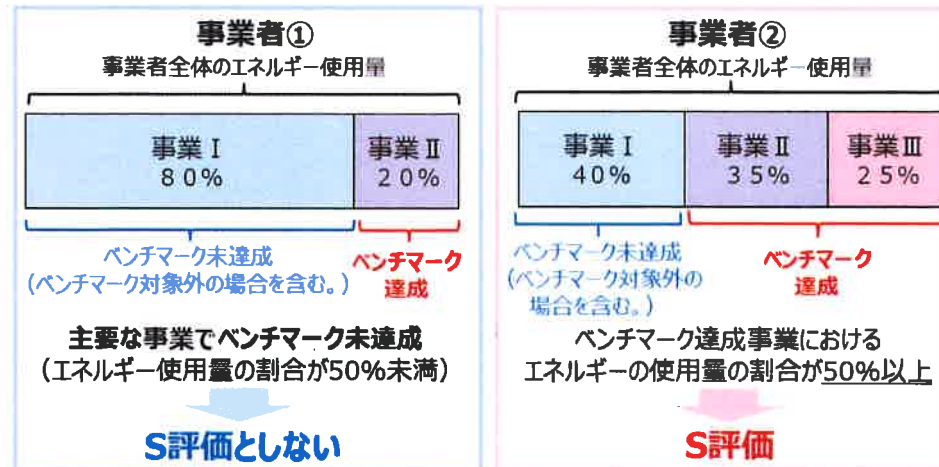 事業者①
事業者全体のエネルギー使用量
事業Ⅰ
80%
事業Ⅱ
20%
ベンチマーク未達成
(ベンチマーク対象外の場合を含む。)
ベンチマーク
達成
主要な事業でベンチマーク未達成
(エネルギー使用量の割合が50%未満)
S評価としない
事業者②
事業者全体のエネルギー使用量
事業Ⅰ
40%
事業Ⅱ
35%
事業Ⅲ
25%
ベンチマーク未達成
(ベンチマーク対象外の
場合を含む。)
ベンチマーク
達成
ベンチマーク達成事業における
エネルギーの使用量の割合が50%以上
S評価